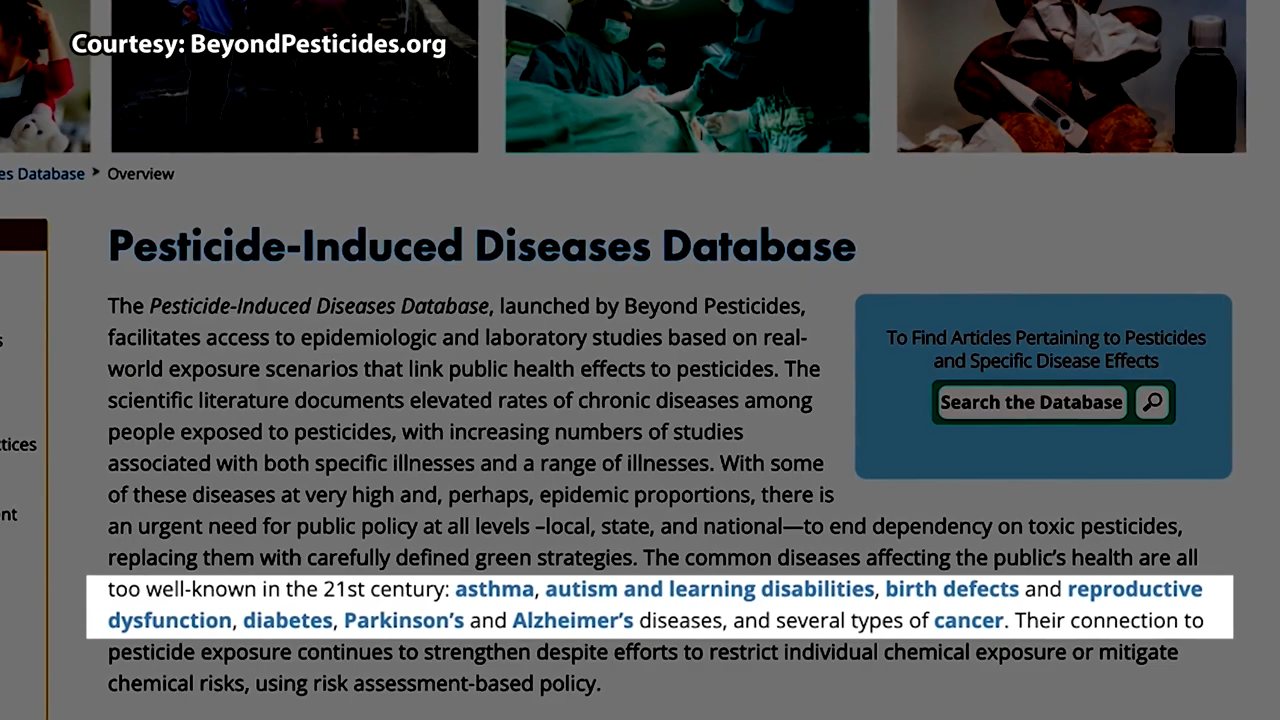 Courtesy: BeyondPesticides.org
es Database > Overview
Pesticide-Induced Diseases Database
The Pesticide-Induced Diseases Database, launched by Beyond Pesticides,
facilitates access to epidemiologic and laboratory studies based on real-
world exposure scenarios that link public health effects to pesticides. The
scientific literature documents elevated rates of chronic diseases among
people exposed to pesticides, with increasing numbers of studies
associated with both specific illnesses and a range of illnesses. With some
of these diseases at very high and, perhaps, epidemic proportions, there is
an urgent need for public policy at all levels –local, state, and national—to end dependency on toxic pesticides,
replacing them with carefully defined green strategies. The common diseases affecting the public's health are all
too well-known in the 21st century: asthma, autism and learning disabilities, birth defects and reproductive
dysfunction, diabetes, Parkinson's and Alzheimer's diseases, and several types of cancer. Their connection to
pesticide exposure continues to strengthen despite efforts to restrict individual chemical exposure or mitigate
chemical risks, using risk assessment-based policy.
To Find Articles Pertaining to Pesticides
and Specific Disease Effects
Search the Database
s
ctices
nt